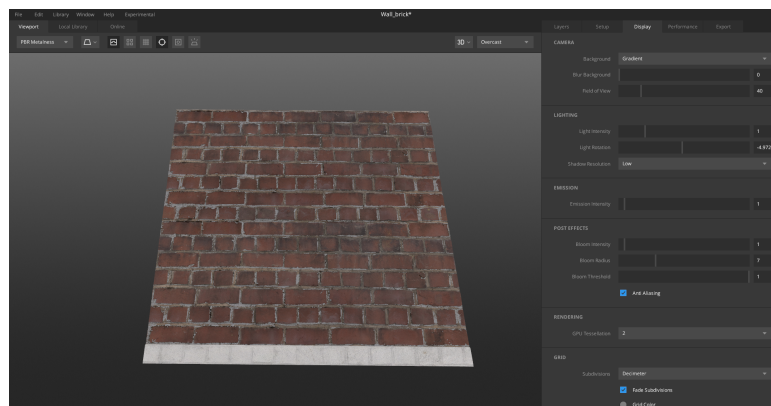 Wall_brick*
File Edit Library Window Help Experimental
Viewport Local Library Online
Layers Setup Display Performance Export
PBR Metalness
3D
Overcast
CAMERA
Background Gradient
Blur Background 0
Field of View 40
LIGHTING
Light Intensity 1
Light Rotation -4.972
Shadow Resolution Low
EMISSION
Emission Intensity 1
POST EFFECTS
Bloom Intensity 1
Bloom Radius 7
Bloom Threshold 1
Anti Aliasing
RENDERING
GPU Tessellation 2
GRID
Subdivisions Decimeter
Fade Subdivisions
Grid Color